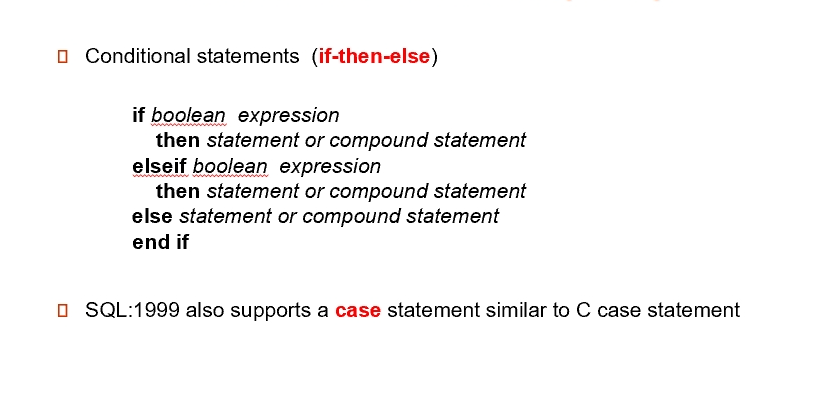 Conditional statements (if-then-else)
if boolean expression
then statement or compound statement
elseif boolean expression
then statement or compound statement
else statement or compound statement
end if
SQL:1999 also supports a case statement similar to C case statement